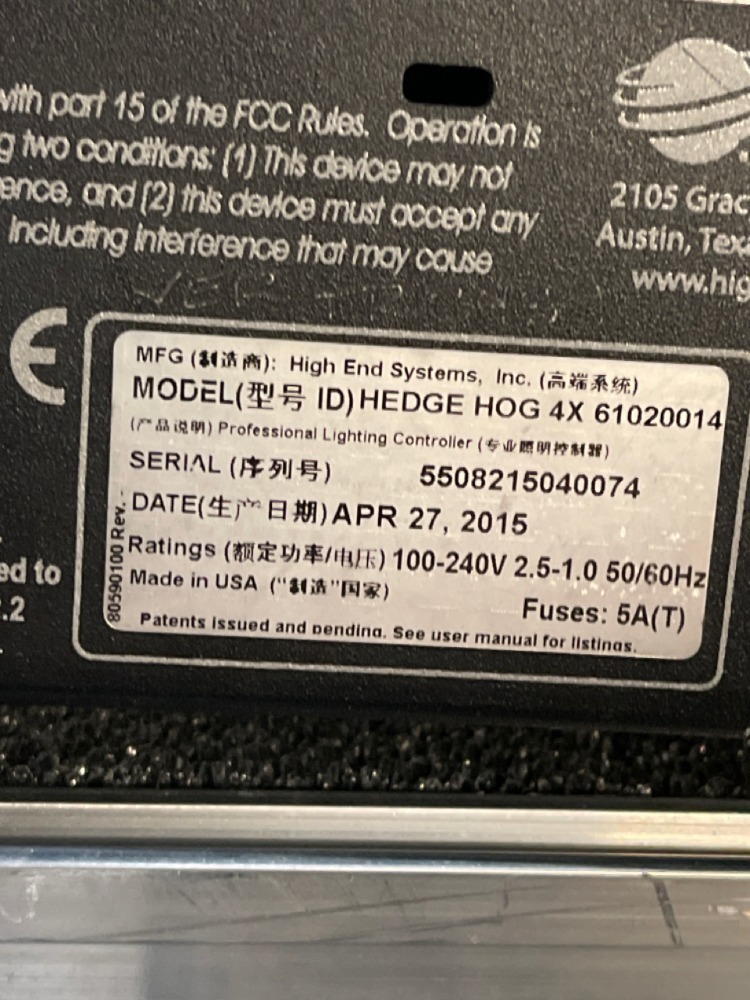 with part 15 of the FCC Rules. Operation is
g two conditions: (1) This device may not
ence, and (2) this device must accept any
including interference that may cause
2105 Grac
Austin, Tex
www.hig
CE
MFG (制造商): High End Systems, Inc. (高端系统)
MODEL(型号 ID) HEDGE HOG 4X 61020014
(产品说明) Professional Lighting Controller (专业照明控制器)
SERIAL (序列号) 5508215040074
DATE(生产日期) APR 27, 2015
Ratings (额定功率/电压) 100-240V 2.5-1.0 50/60Hz
Made in USA ("制造"国家)
Fuses: 5A(T)
Patents issued and pending. See user manual for listings.
80590100 Rev.
ed to
.2